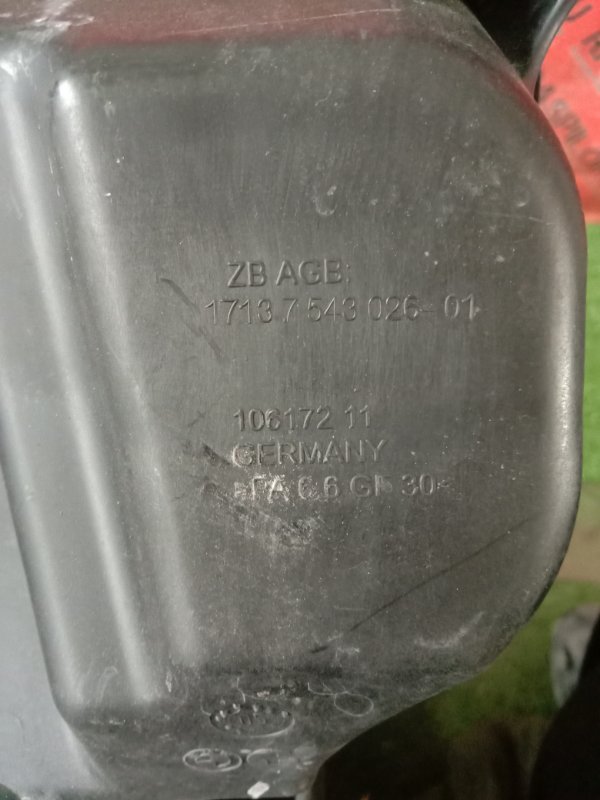 ZB AGB:
1713.7 543 026-01
106172 11
GERMANY
>PA 6.6 GF 30<